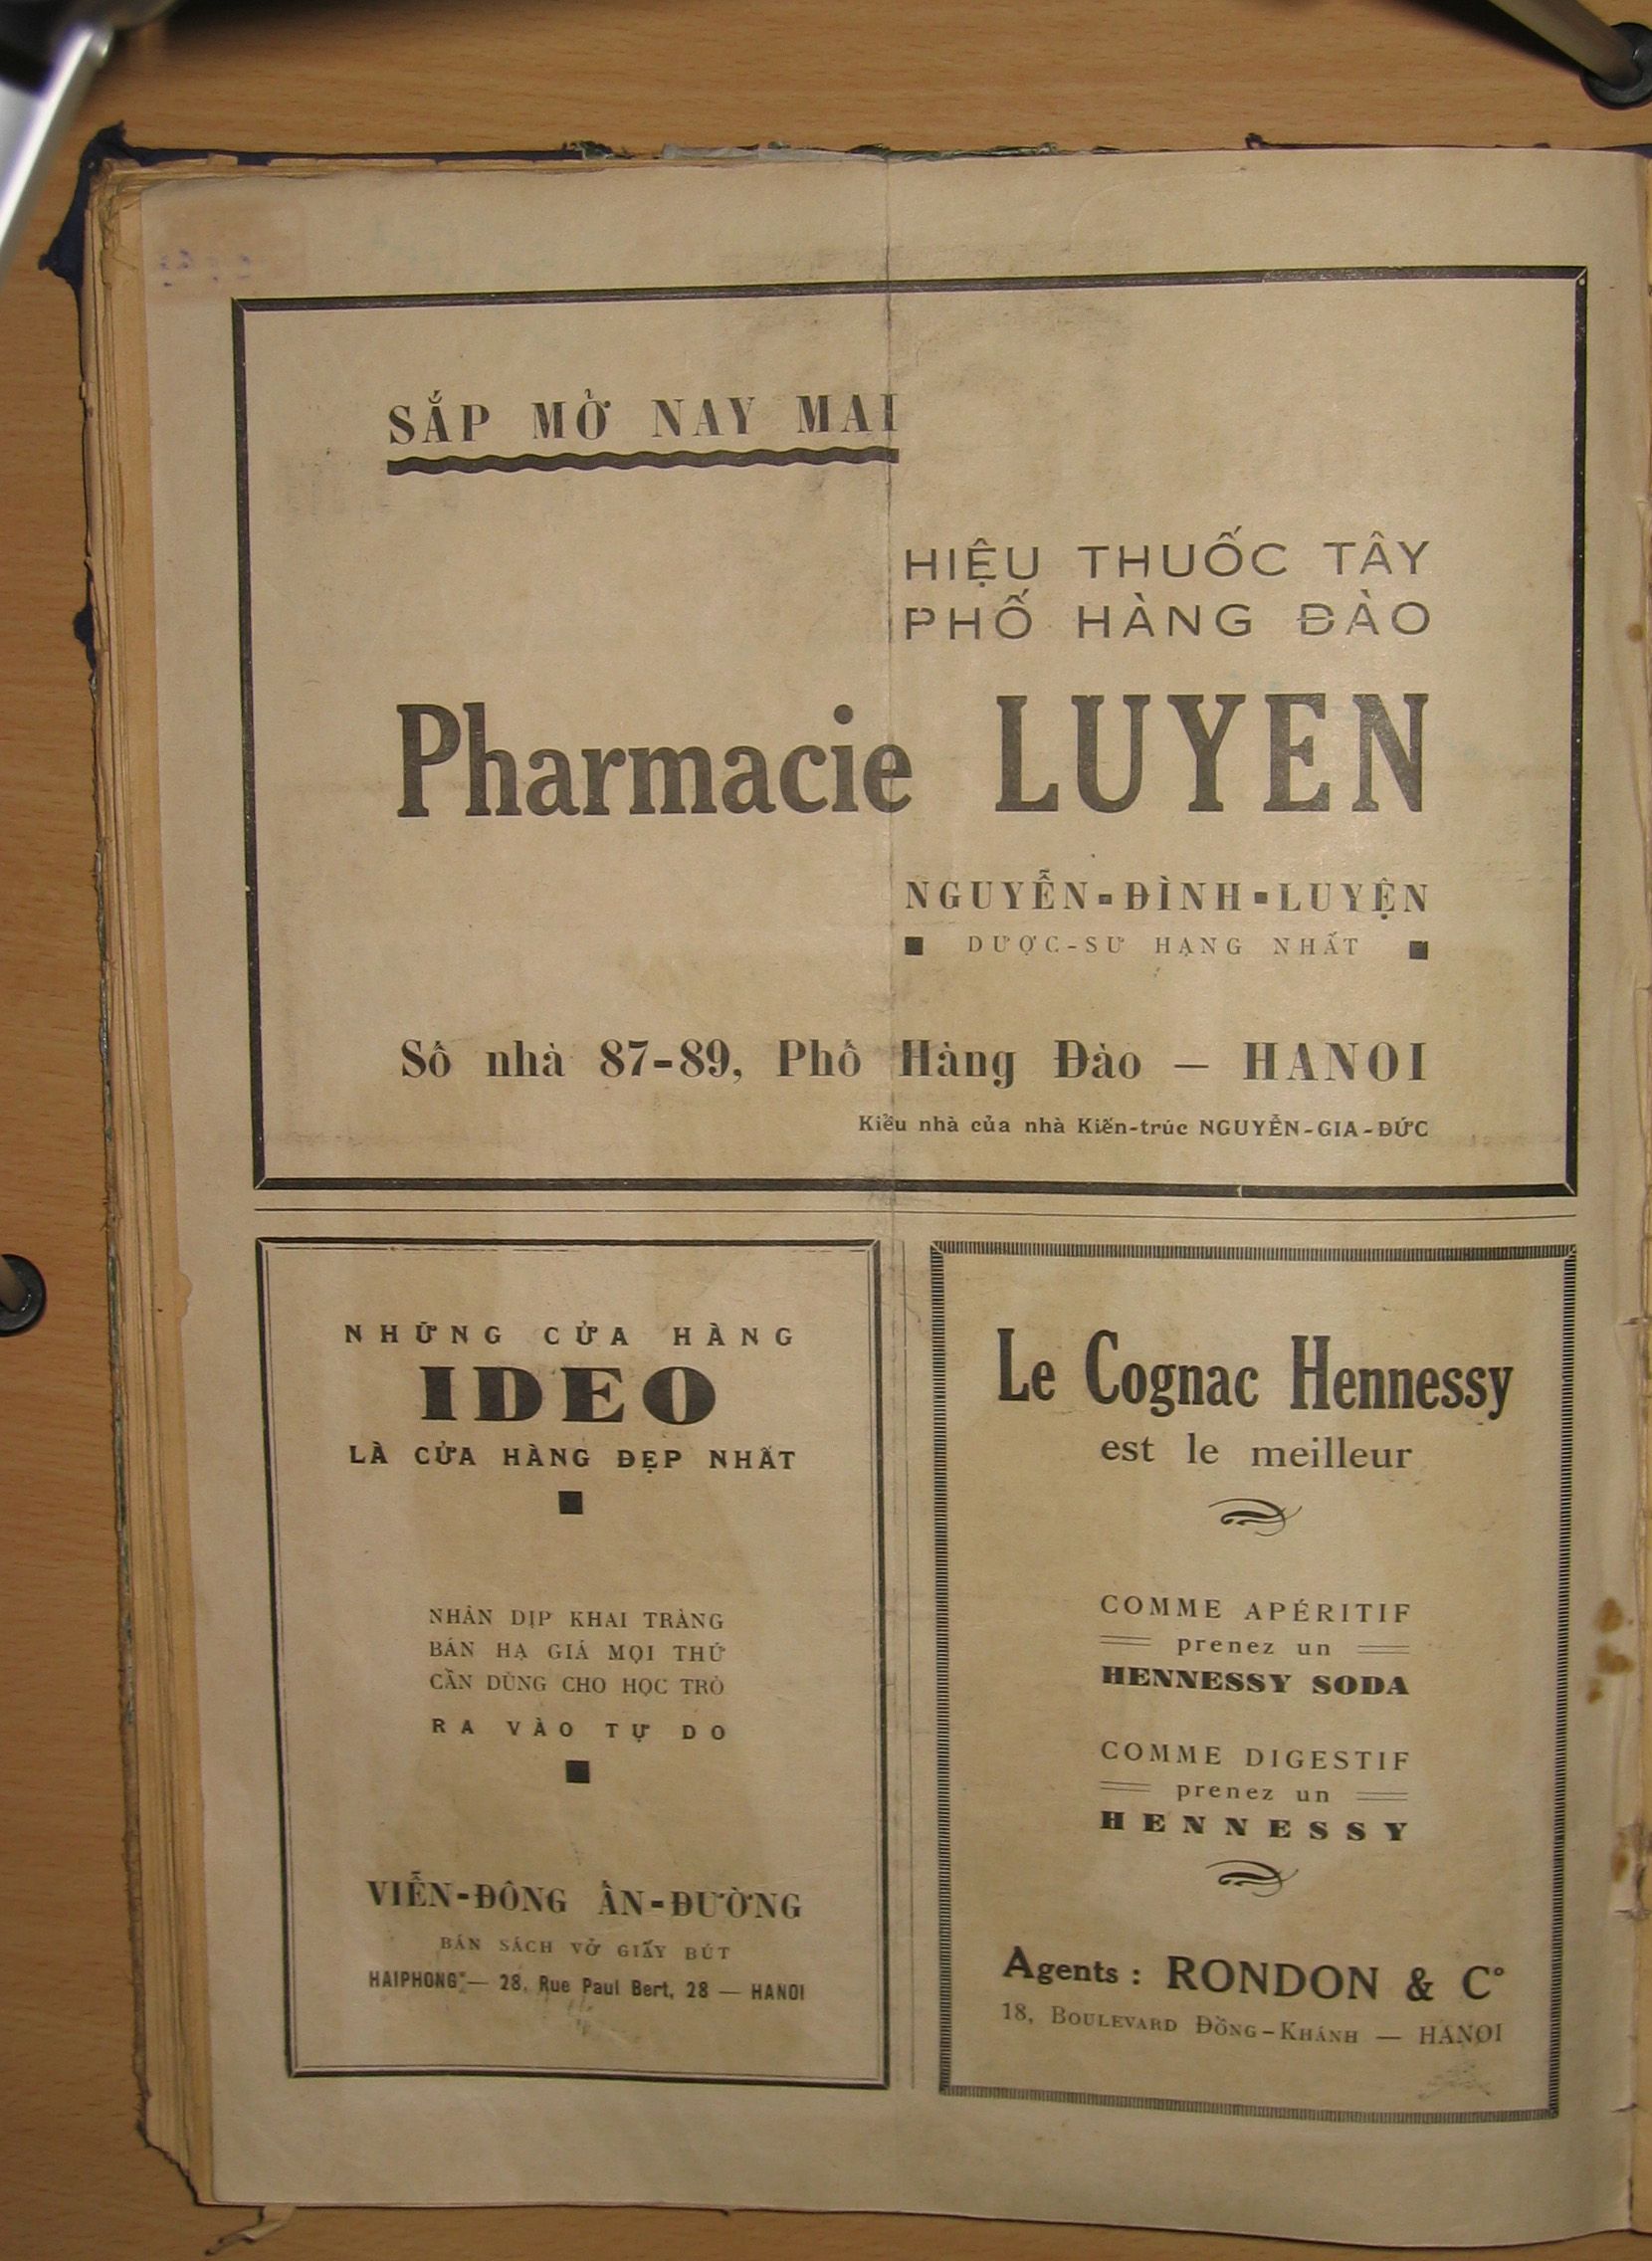 SẮP MỞ NAY MAI
HIỆU THUỐC TÂY
PHỐ HÀNG ĐÀO
Pharmacie LUYEN
NGUYỄN-ĐÌNH-LUYỆN
DƯỢC-SƯ HẠNG NHẤT
Số nhà 87-89, Phố Hàng Đào — HANOI
Kiểu nhà của nhà Kiến-trúc NGUYỄN-GIA-ĐỨC
NHỮNG CỬA HÀNG
IDEO
LÀ CỬA HÀNG ĐẸP NHẤT
NHÂN DỊP KHAI TRÀNG
BÁN HẠ GIÁ MỌI THỨ
CẦN DÙNG CHO HỌC TRÒ
RA VÀO TỰ DO
VIỄN-ĐÔNG ẤN-ĐƯỜNG
BÁN SÁCH VỞ GIẤY BÚT
HAIPHONG — 28, Rue Paul Bert, 28 — HANOI
Le Cognac Hennessy
est le meilleur
COMME APÉRITIF
prenez un
HENNESSY SODA
COMME DIGESTIF
prenez un
HENNESSY
Agents : RONDON & C°
18, BOULEVARD ĐỒNG-KHÁNH — HANOI